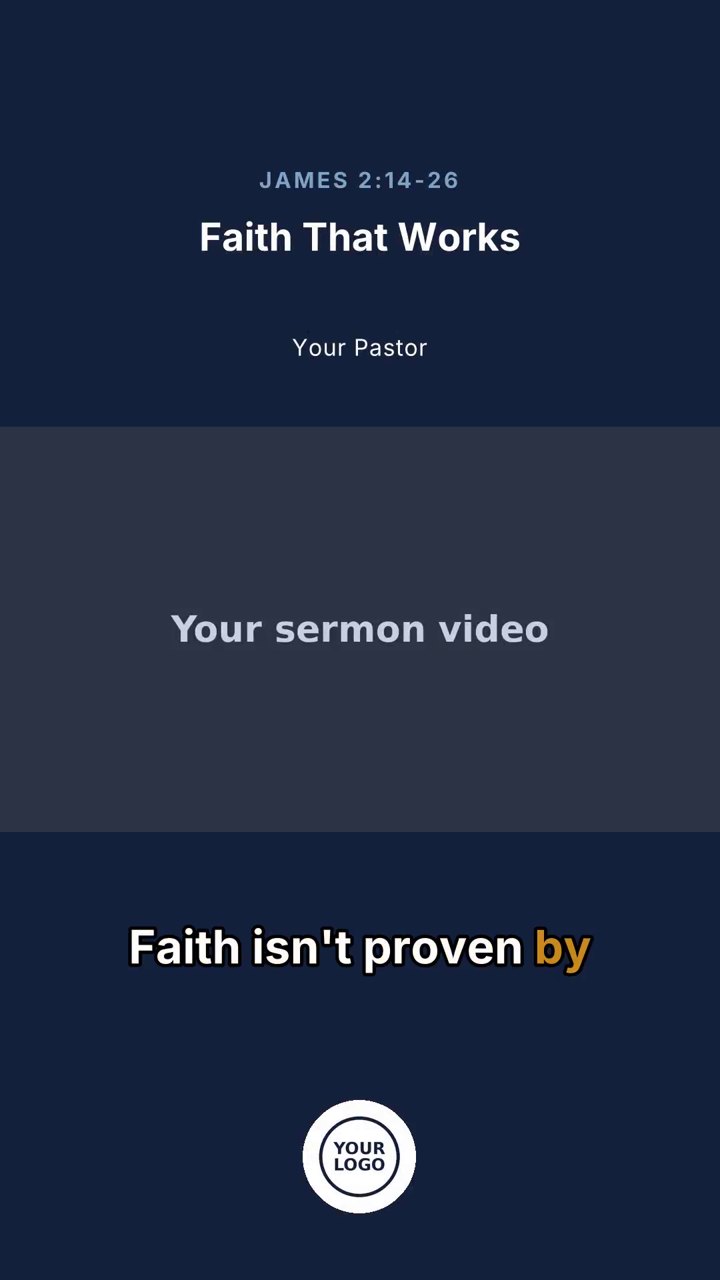 JAMES 2:14-26
Faith That Works
Your Pastor
Your sermon video
Faith isn't proven by
YOUR
LOGO